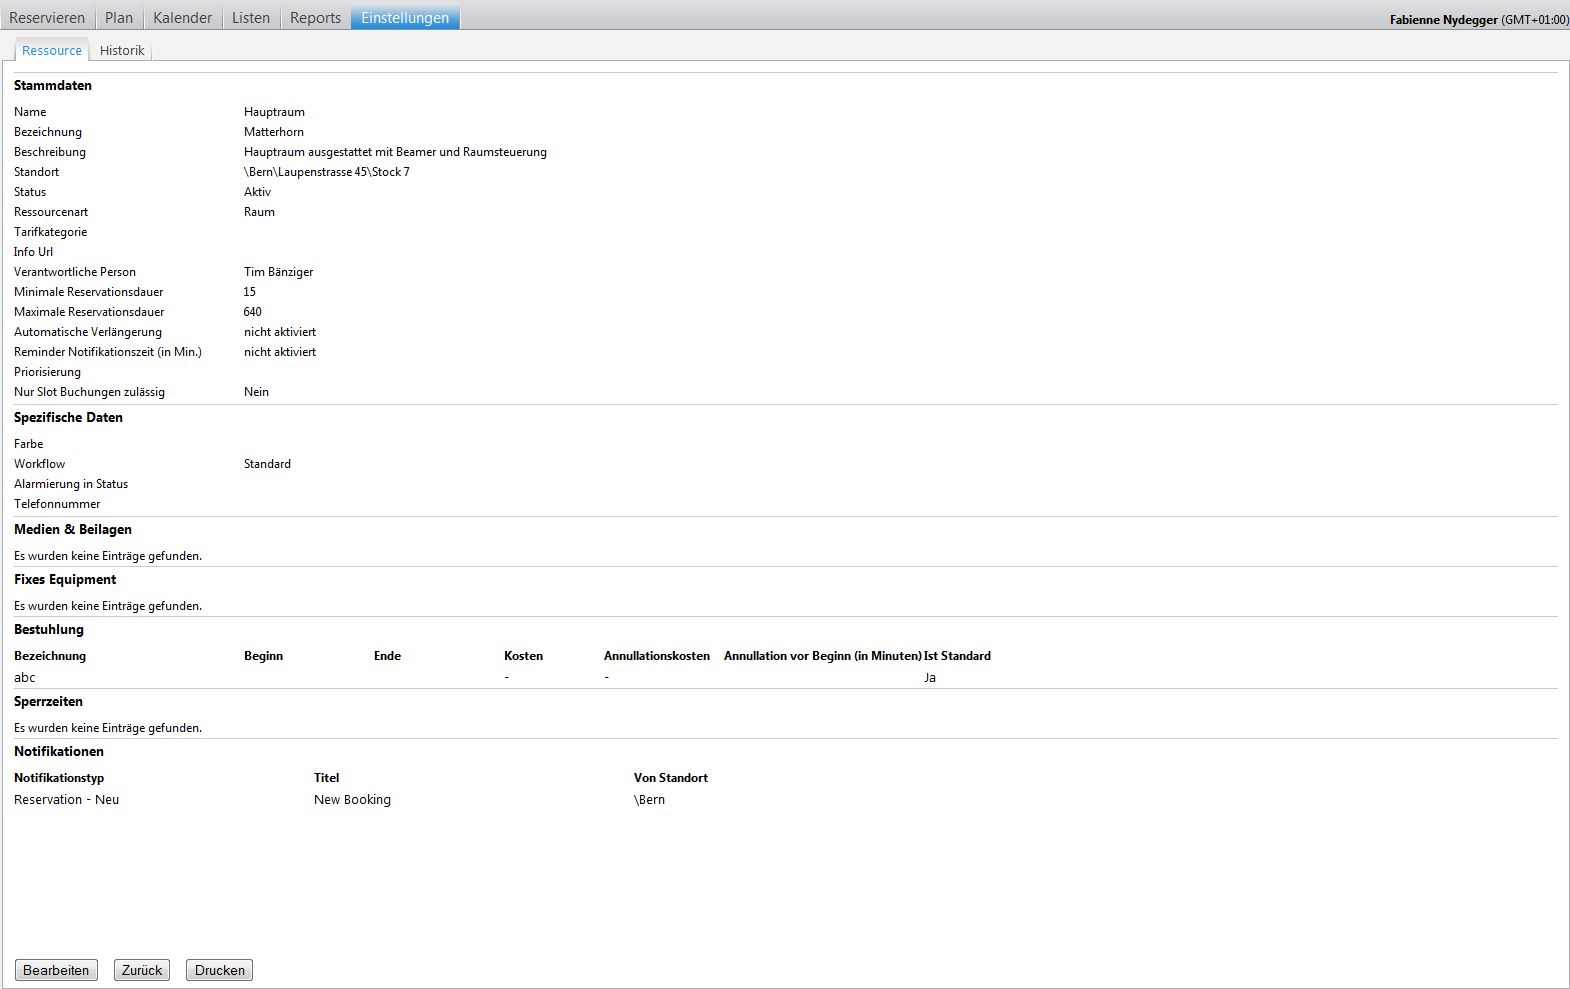 Reservieren Plan Kalender Listen Reports Einstellungen Fabienne Nydegger (GMT+01:00)
Ressource Historik
Stammdaten
Name Hauptraum
Bezeichnung Matterhorn
Beschreibung Hauptraum ausgestattet mit Beamer und Raumsteuerung
Standort \Bern\Laupenstrasse 45\Stock 7
Status Aktiv
Ressourcenart Raum
Tarifkategorie
Info Url
Verantwortliche Person Tim Bänziger
Minimale Reservationsdauer 15
Maximale Reservationsdauer 640
Automatische Verlängerung nicht aktiviert
Reminder Notifikationszeit (in Min.) nicht aktiviert
Priorisierung
Nur Slot Buchungen zulässig Nein
Spezifische Daten
Farbe
Workflow Standard
Alarmierung in Status
Telefonnummer
Medien & Beilagen
Es wurden keine Einträge gefunden.
Fixes Equipment
Es wurden keine Einträge gefunden.
Bestuhlung
Bezeichnung Beginn Ende Kosten Annullationskosten Annullation vor Beginn (in Minuten) Ist Standard
abc - - Ja
Sperrzeiten
Es wurden keine Einträge gefunden.
Notifikationen
Notifikationstyp Titel Von Standort
Reservation - Neu New Booking \Bern
Bearbeiten Zurück Drucken